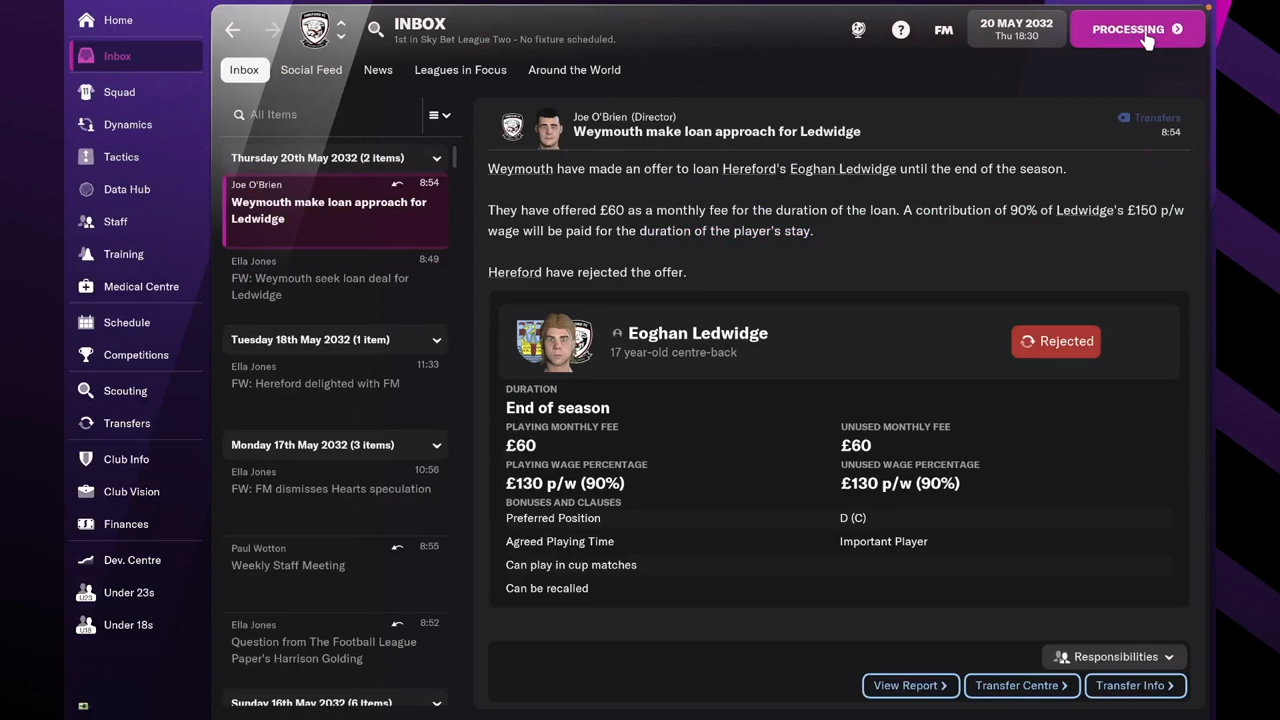 Home
Inbox
Squad
Dynamics
Tactics
Data Hub
Staff
Training
Medical Centre
Schedule
Competitions
Scouting
Transfers
Club Info
Club Vision
Finances
Dev. Centre
Under 23s
Under 18s
INBOX
1st in Sky Bet League Two - No fixture scheduled.
?
FM
20 MAY 2032
Thu 18:30
PROCESSING
Inbox
Social Feed
News
Leagues in Focus
Around the World
All Items
Thursday 20th May 2032 (2 items)
Joe O'Brien
8:54
Weymouth make loan approach for
Ledwidge
Ella Jones
8:49
FW: Weymouth seek loan deal for
Ledwidge
Tuesday 18th May 2032 (1 item)
Ella Jones
11:33
FW: Hereford delighted with FM
Monday 17th May 2032 (3 items)
Ella Jones
10:56
FW: FM dismisses Hearts speculation
Paul Wotton
8:55
Weekly Staff Meeting
Ella Jones
8:52
Question from The Football League
Paper's Harrison Golding
Sunday 16th May 2032 (6 items)
Joe O'Brien (Director)
Weymouth make loan approach for Ledwidge
Transfers
8:54
Weymouth have made an offer to loan Hereford's Eoghan Ledwidge until the end of the season.
They have offered £60 as a monthly fee for the duration of the loan. A contribution of 90% of Ledwidge's £150 p/w
wage will be paid for the duration of the player's stay.
Hereford have rejected the offer.
Eoghan Ledwidge
17 year-old centre-back
Rejected
DURATION
End of season
PLAYING MONTHLY FEE
UNUSED MONTHLY FEE
£60
£60
PLAYING WAGE PERCENTAGE
UNUSED WAGE PERCENTAGE
£130 p/w (90%)
£130 p/w (90%)
BONUSES AND CLAUSES
Preferred Position
D (C)
Agreed Playing Time
Important Player
Can play in cup matches
Can be recalled
Responsibilities
View Report
Transfer Centre
Transfer Info